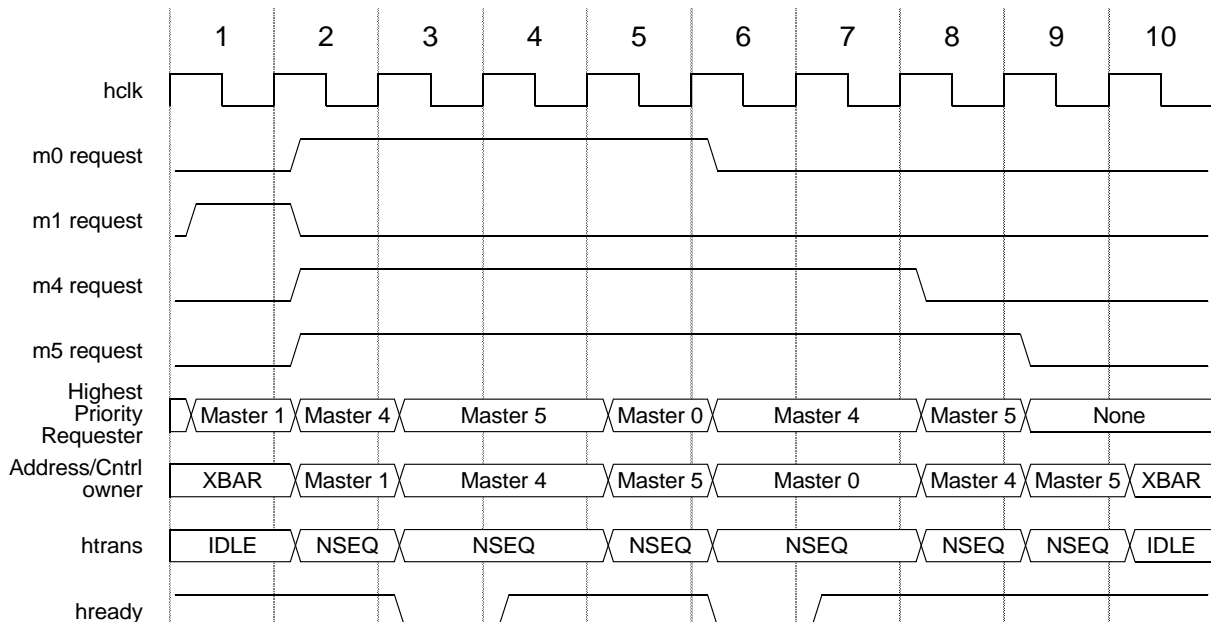 1 2 3 4 5 6 7 8 9 10
hclk
m0 request
m1 request
m4 request
m5 request
Highest
Priority
Requester
Master 1 Master 4 Master 5 Master 0 Master 4 Master 5 None
Address/Cntrl
owner
XBAR Master 1 Master 4 Master 5 Master 0 Master 4 Master 5 XBAR
htrans IDLE NSEQ NSEQ NSEQ NSEQ NSEQ NSEQ IDLE
hready